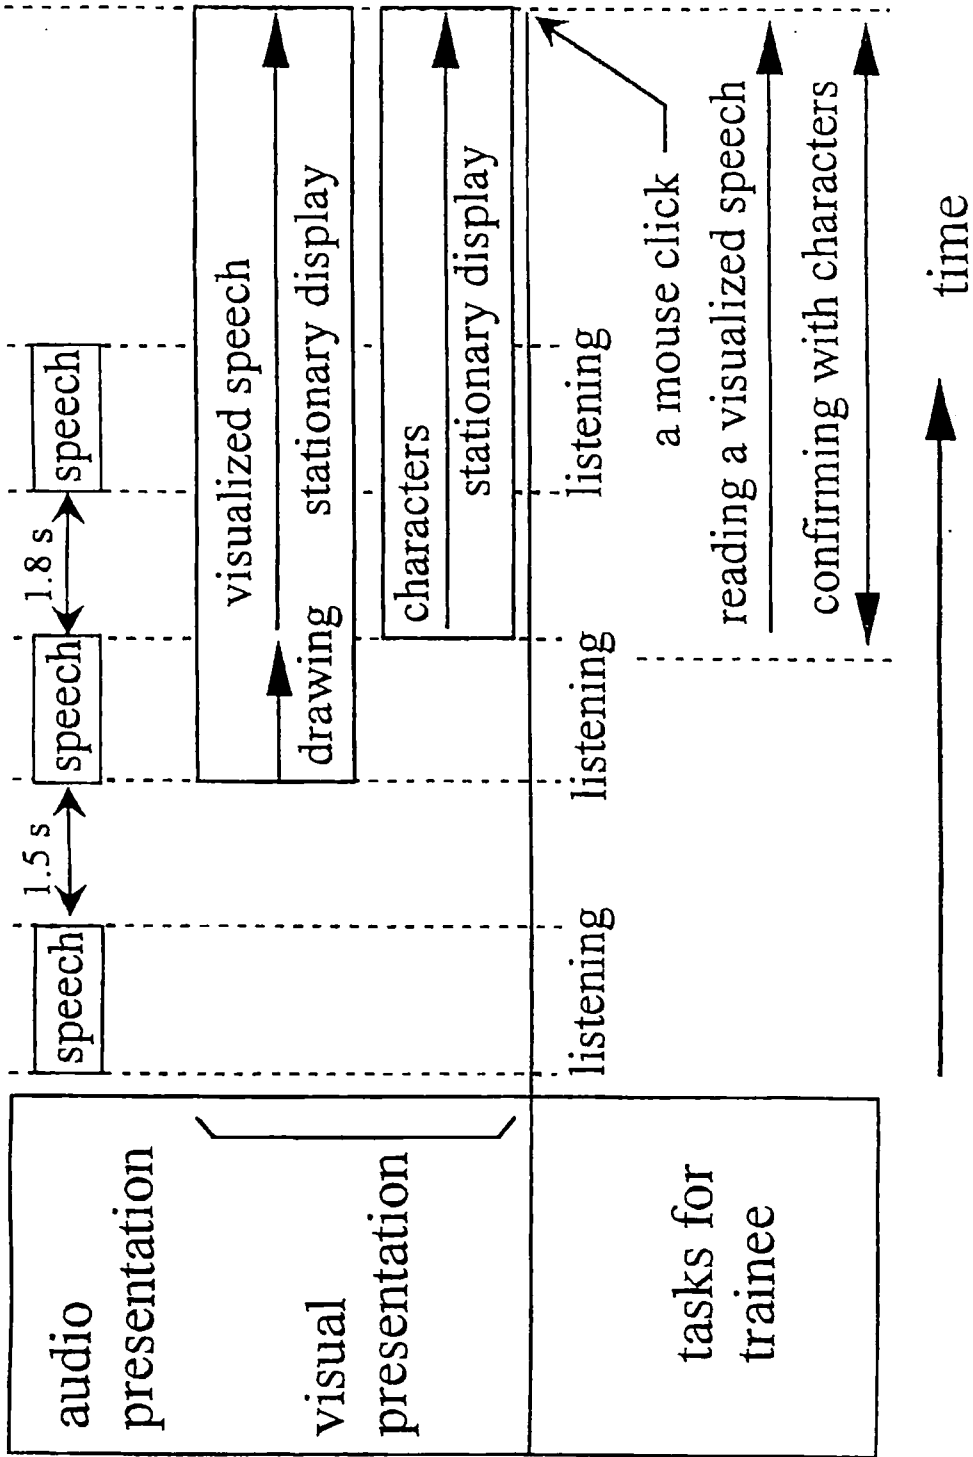 audio
presentation
speech
1.5 s
speech
1.8 s
speech
visual
presentation
visualized speech
drawing
stationary display
characters
stationary display
tasks for
trainee
listening
listening
listening
a mouse click
reading a visualized speech
confirming with characters
time